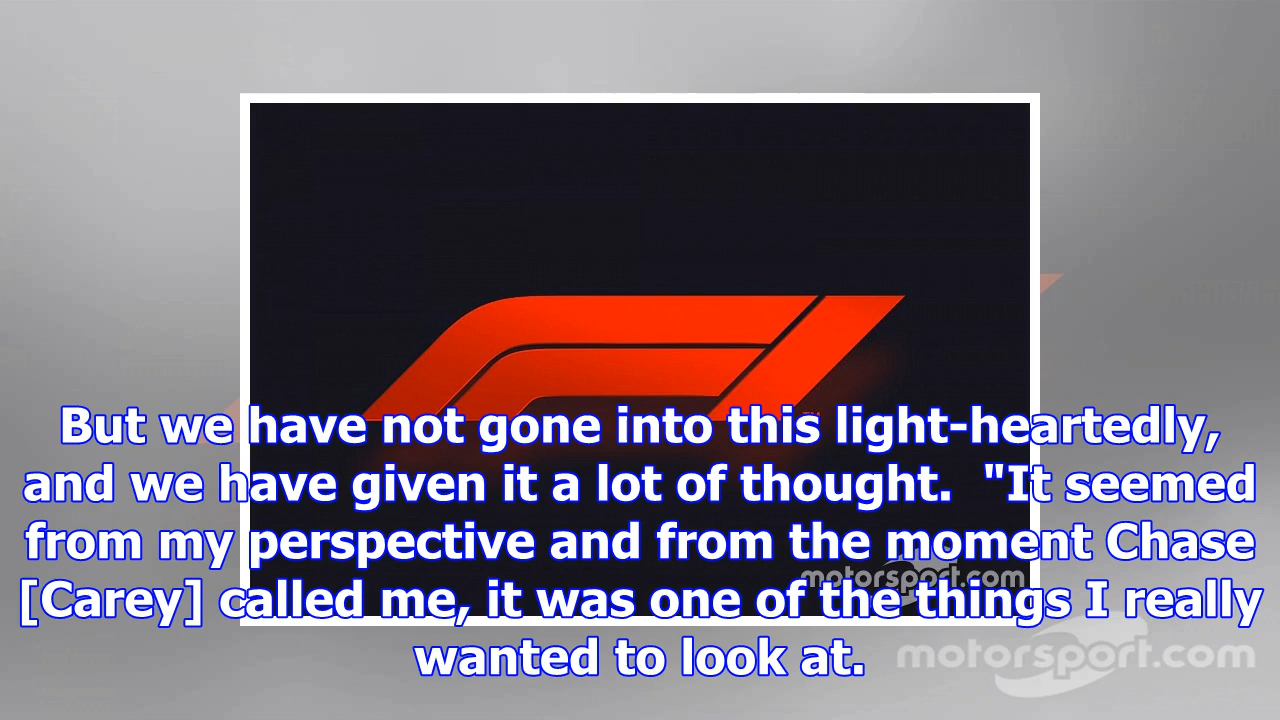 F1
TM
But we have not gone into this light-heartedly,
and we have given it a lot of thought.  "It seemed
from my perspective and from the moment Chase
motorsport.com
[Carey] called me, it was one of the things I really
wanted to look at.
motorsport.com